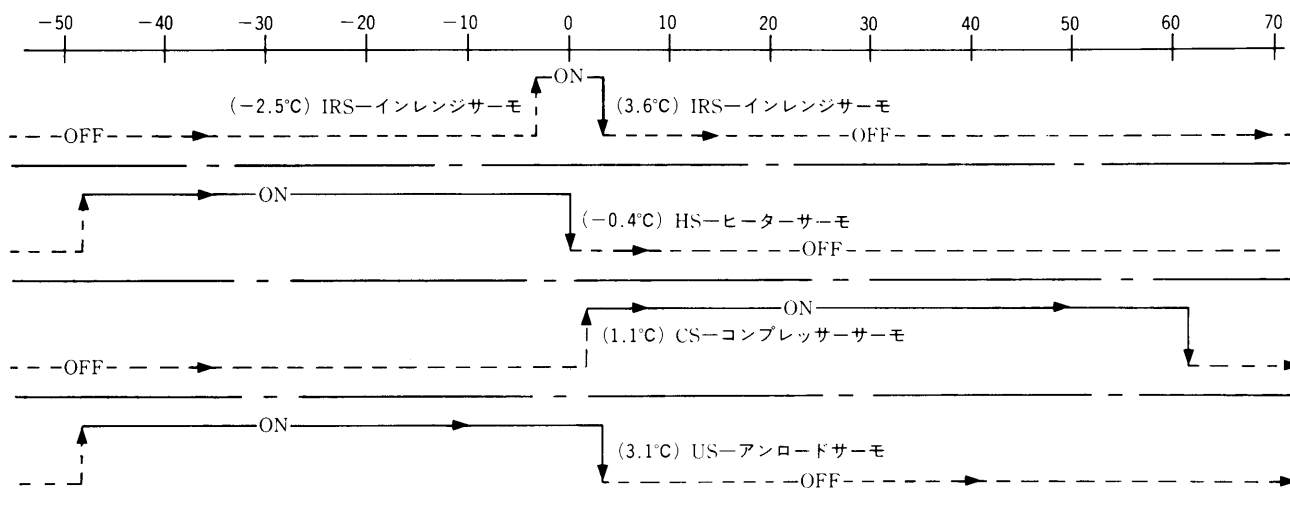 −50 −40 −30 −20 −10 0 10 20 30 40 50 60 70
ON
(−2.5℃) IRS−インレンジサーモ (3.6℃) IRS−インレンジサーモ
OFF OFF
ON
(−0.4℃) HS−ヒーターサーモ
OFF
ON
(1.1℃) CS−コンプレッサーサーモ
OFF
ON
(3.1℃) US−アンロードサーモ
OFF